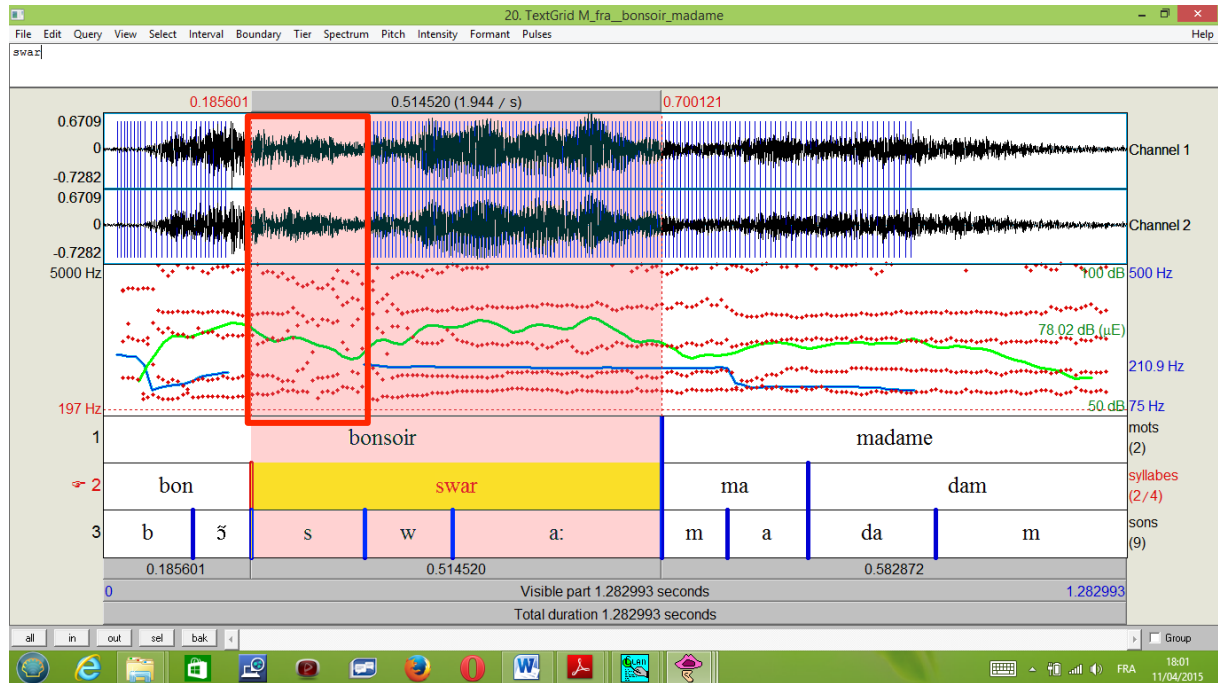 20. TextGrid M_fra__bonsoir_madame
File Edit Query View Select Interval Boundary Tier Spectrum Pitch Intensity Formant Pulses Help
swar
0.185601 0.514520 (1.944 / s) 0.700121
0.6709
0 Channel 1
-0.7282
0.6709
0 Channel 2
-0.7282
5000 Hz 100 dB 500 Hz
78.02 dB (µE)
210.9 Hz
197 Hz 50 dB 75 Hz
1 bonsoir madame mots
(2)
☞ 2 bon swar ma dam syllabes
(2/4)
3 b ɔ̃ s w a: m a da m sons
(9)
0.185601 0.514520 0.582872
0 Visible part 1.282993 seconds 1.282993
Total duration 1.282993 seconds
all in out sel bak Group
FRA 18:01
11/04/2015